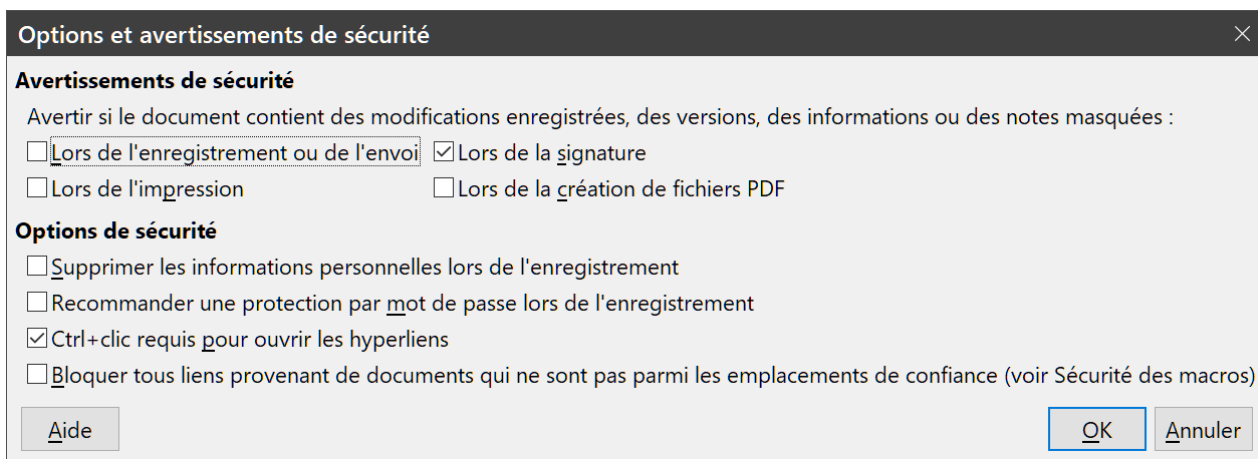 Options et avertissements de sécurité
Avertissements de sécurité
Avertir si le document contient des modifications enregistrées, des versions, des informations ou des notes masquées :
Lors de l'enregistrement ou de l'envoi Lors de la signature
Lors de l'impression Lors de la création de fichiers PDF
Options de sécurité
Supprimer les informations personnelles lors de l'enregistrement
Recommander une protection par mot de passe lors de l'enregistrement
Ctrl+clic requis pour ouvrir les hyperliens
Bloquer tous liens provenant de documents qui ne sont pas parmi les emplacements de confiance (voir Sécurité des macros)
Aide OK Annuler